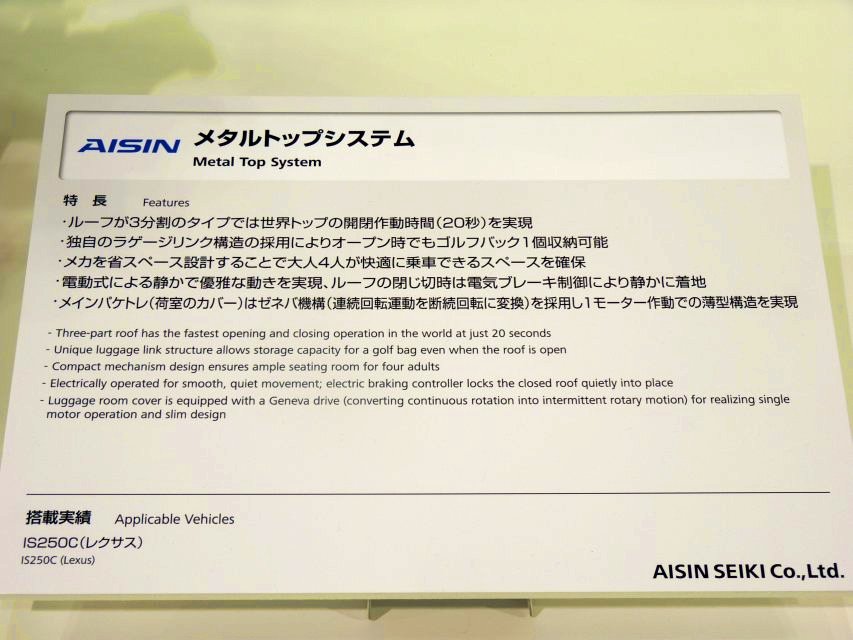 AISIN メタルトップシステム
Metal Top System
特 長 Features
・ルーフが3分割のタイプでは世界トップの開閉作動時間(20秒)を実現
・独自のラゲージリンク構造の採用によりオープン時でもゴルフバック1個収納可能
・メカを省スペース設計することで大人4人が快適に乗車できるスペースを確保
・電動式による静かで優雅な動きを実現、ルーフの閉じ切時は電気ブレーキ制御により静かに着地
・メインパケトレ(荷室のカバー)はゼネバ機構(連続回転運動を断続回転に変換)を採用し1モーター作動での薄型構造を実現
- Three-part roof has the fastest opening and closing operation in the world at just 20 seconds
- Unique luggage link structure allows storage capacity for a golf bag even when the roof is open
- Compact mechanism design ensures ample seating room for four adults
- Electrically operated for smooth, quiet movement; electric braking controller locks the closed roof quietly into place
- Luggage room cover is equipped with a Geneva drive (converting continuous rotation into intermittent rotary motion) for realizing single
motor operation and slim design
搭載実績 Applicable Vehicles
IS250C(レクサス)
IS250C (Lexus)
AISIN SEIKI Co.,Ltd.